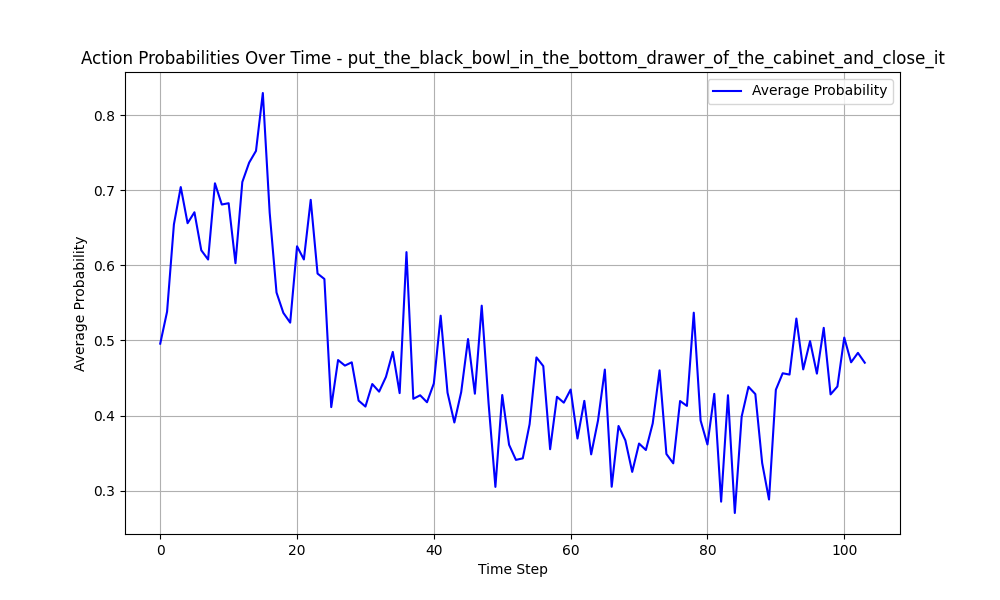 Action Probabilities Over Time - put_the_black_bowl_in_the_bottom_drawer_of_the_cabinet_and_close_it
Average Probability
0.8
0.7
0.6
0.5
0.4
0.3
Average Probability
0 20 40 60 80 100
Time Step